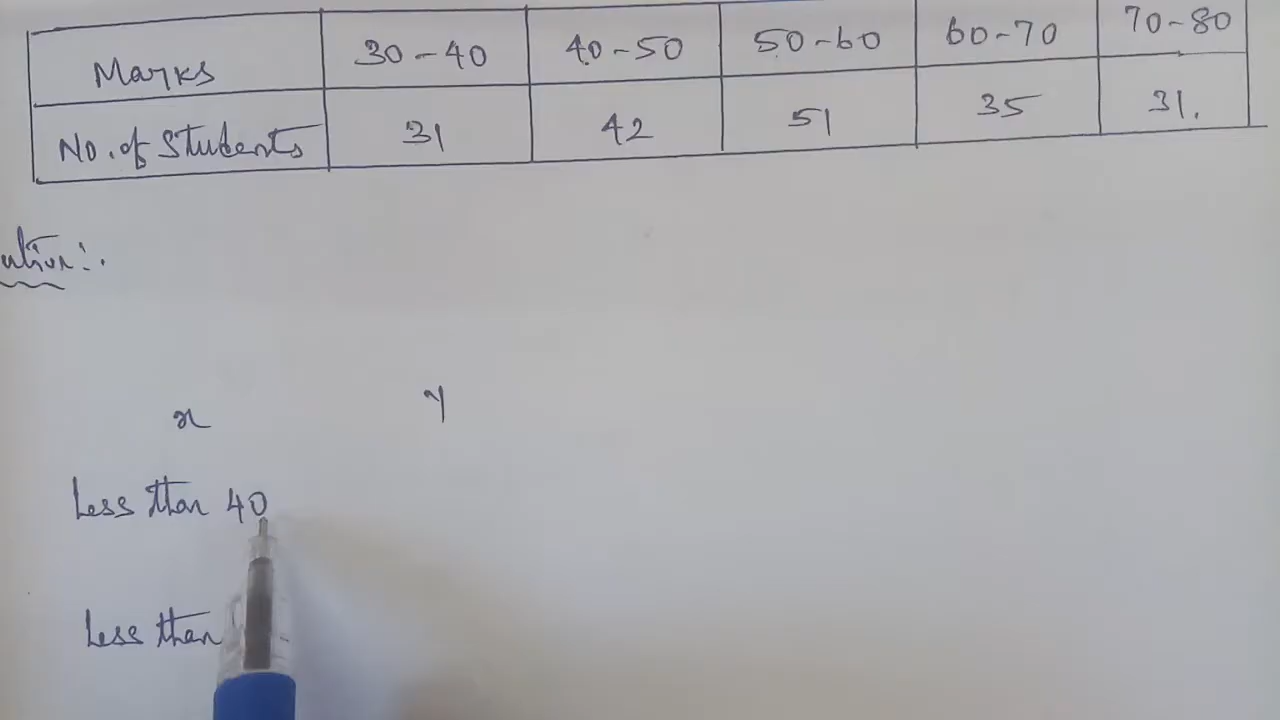 Marks 30-40 40-50 50-60 60-70 70-80
No. of Students 31 42 51 35 31.
x y
Less than 40
Less than